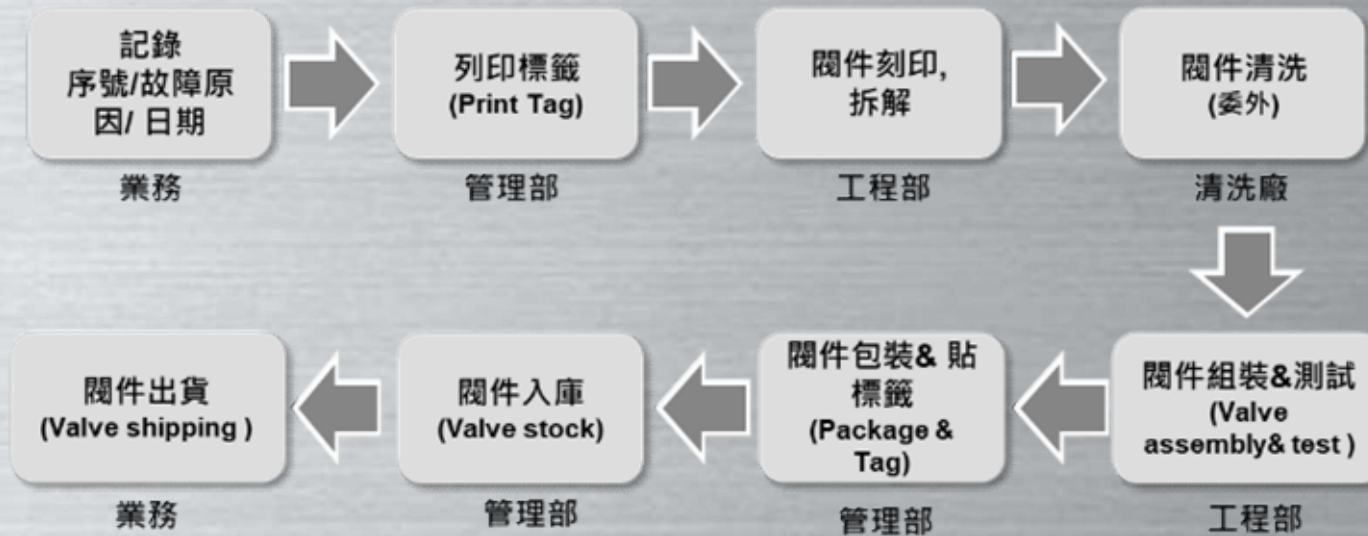 記錄
序號/故障原
因/ 日期
業務
列印標籤
(Print Tag)
管理部
閥件刻印,
拆解
工程部
閥件清洗
(委外)
清洗廠
閥件組裝&測試
(Valve
assembly& test )
工程部
閥件包裝& 貼
標籤
(Package &
Tag)
管理部
閥件入庫
(Valve stock)
管理部
閥件出貨
(Valve shipping )
業務